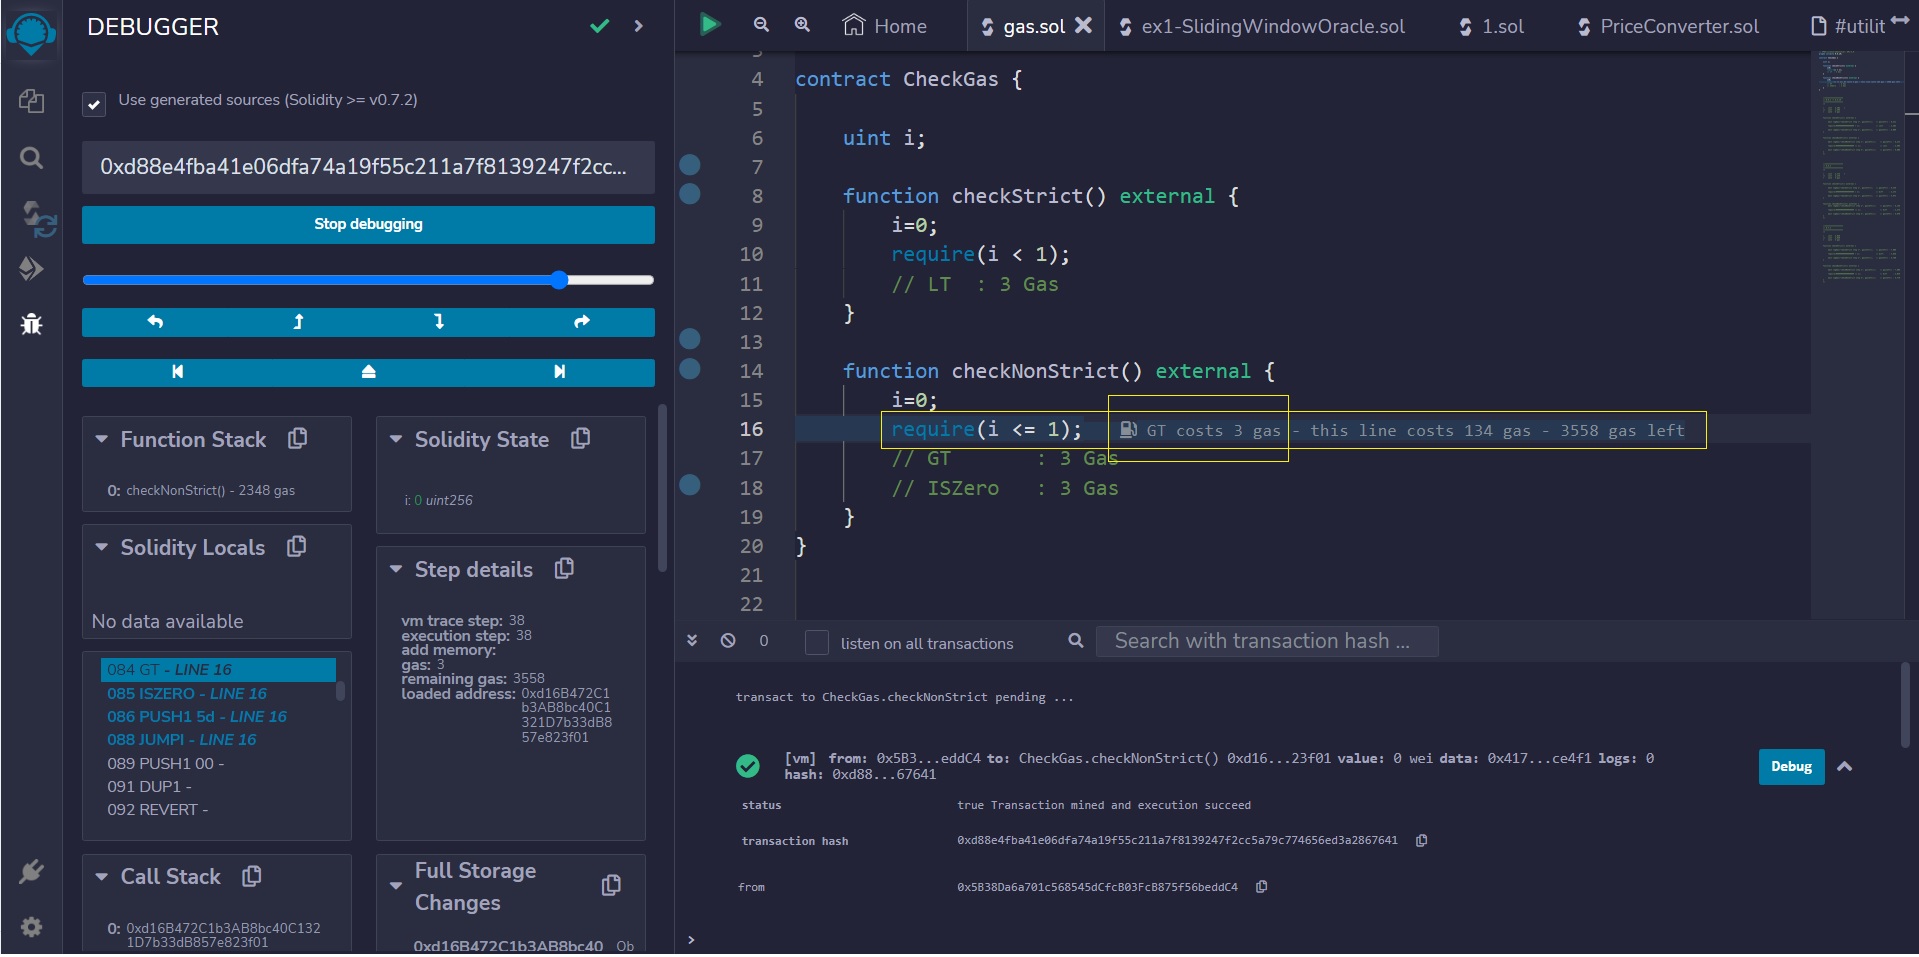 DEBUGGER
Use generated sources (Solidity >= v0.7.2)
0xd88e4fba41e06dfa74a19f55c211a7f8139247f2cc...
Stop debugging
Function Stack
0: checkNonStrict() - 2348 gas
Solidity Locals
No data available
084 GT - LINE 16
085 ISZERO - LINE 16
086 PUSH1 5d - LINE 16
088 JUMPI - LINE 16
089 PUSH1 00 -
091 DUP1 -
092 REVERT -
Call Stack
0: 0xd16B472C1b3AB8bc40C132
1D7b33dB857e823f01
Solidity State
i: 0 uint256
Step details
vm trace step: 38
execution step: 38
add memory:
gas: 3
remaining gas: 3558
loaded address: 0xd16B472C1
b3AB8bc40C1
321D7b33dB8
57e823f01
Full Storage
Changes
0xd16B472C1b3AB8bc40 Ob
Home
gas.sol
ex1-SlidingWindowOracle.sol
1.sol
PriceConverter.sol
#utilit
3
4 contract CheckGas {
5
6 uint i;
7
8 function checkStrict() external {
9 i=0;
10 require(i < 1);
11 // LT : 3 Gas
12 }
13
14 function checkNonStrict() external {
15 i=0;
16 require(i <= 1); GT costs 3 gas - this line costs 134 gas - 3558 gas left
17 // GT : 3 Gas
18 // ISZero : 3 Gas
19 }
20 }
21
22
0 listen on all transactions Search with transaction hash ...
transact to CheckGas.checkNonStrict pending ...
[vm] from: 0x5B3...eddC4 to: CheckGas.checkNonStrict() 0xd16...23f01 value: 0 wei data: 0x417...ce4f1 logs: 0
hash: 0xd88...67641
Debug
status true Transaction mined and execution succeed
transaction hash 0xd88e4fba41e06dfa74a19f55c211a7f8139247f2cc5a79c774656ed3a2867641
from 0x5B38Da6a701c568545dCfcB03FcB875f56beddC4
>